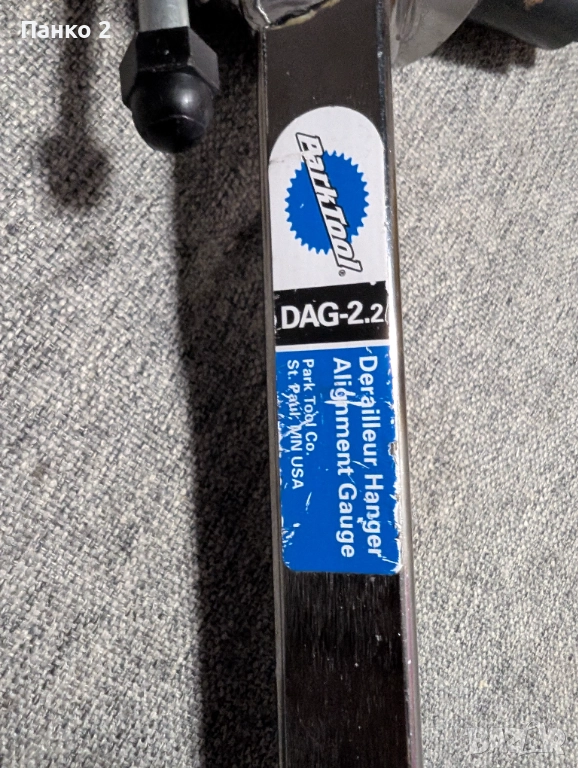 Панко 2
ParkTool®
DAG-2.2
Derailleur Hanger
Alignment Gauge
Park Tool Co.
St. Paul, MN USA